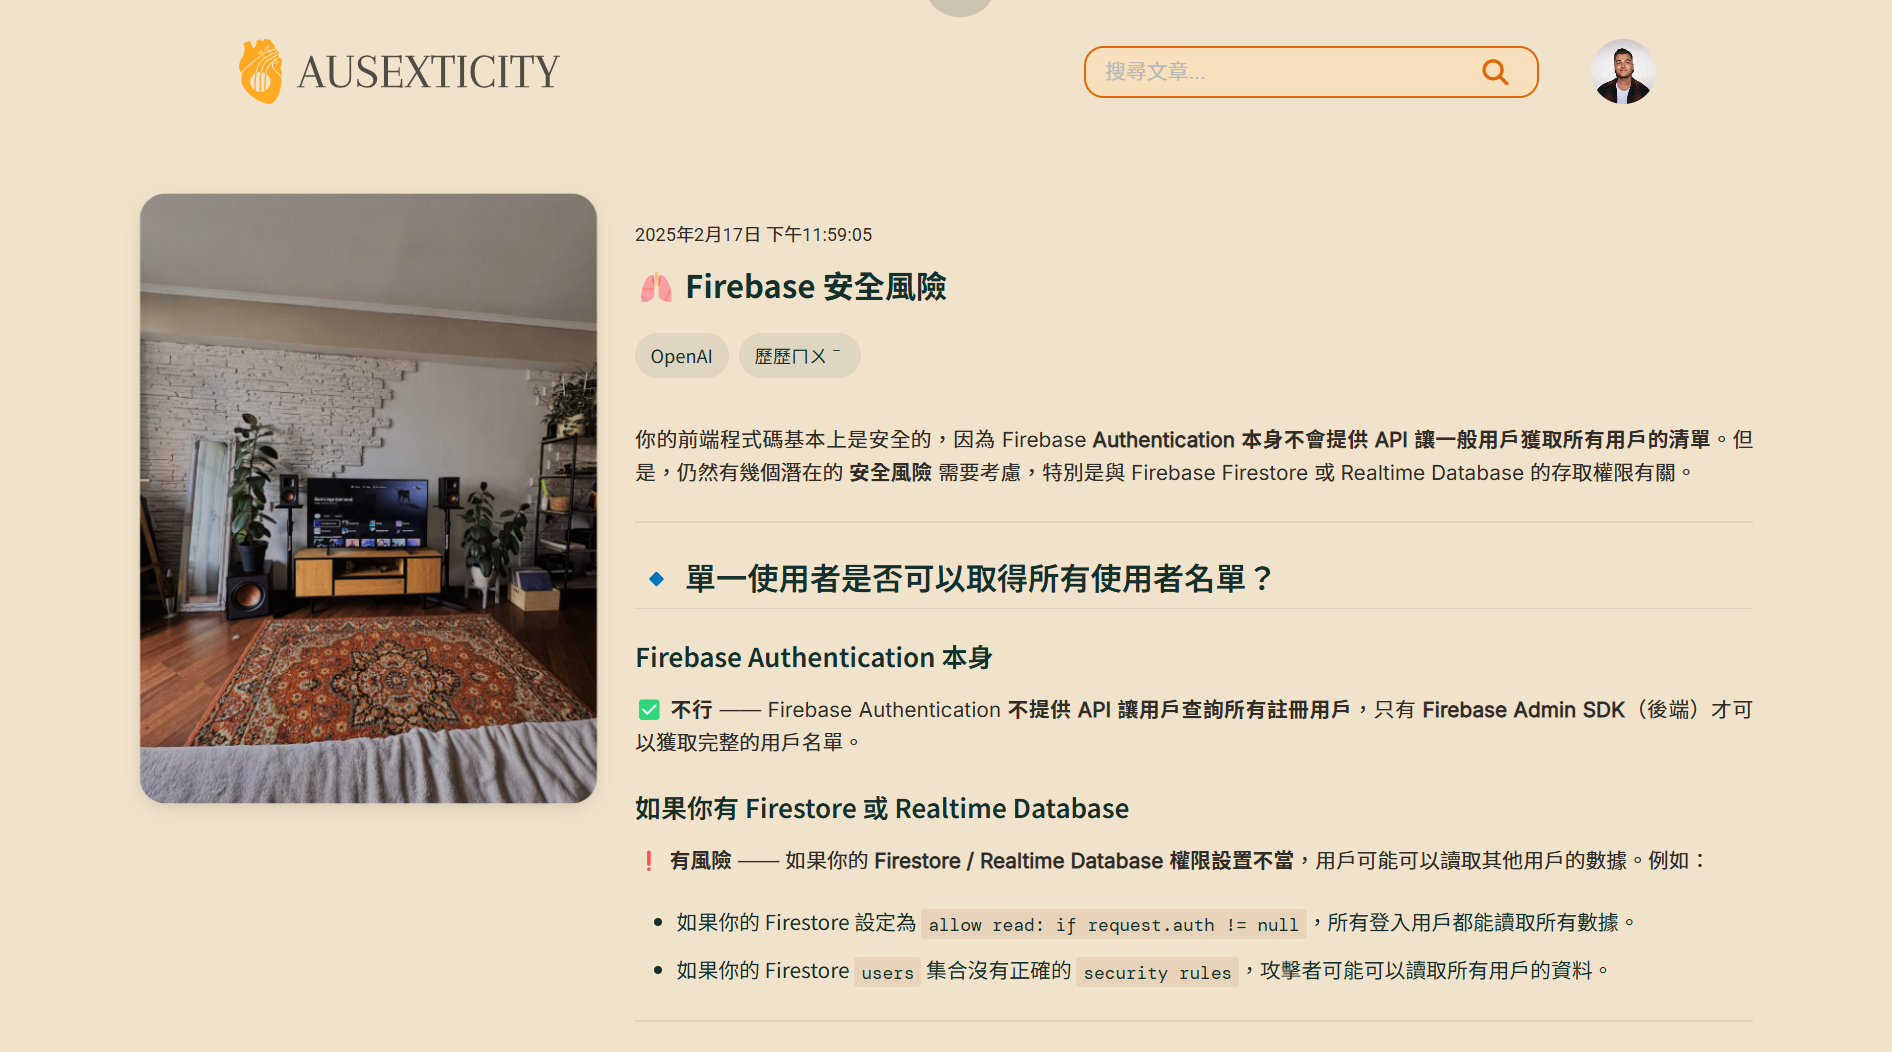 AUSEXTICITY
搜尋文章...
2025年2月17日 下午11:59:05
🫁 Firebase 安全風險
OpenAI
歷歷ㄇㄨˉ
你的前端程式碼基本上是安全的，因為 Firebase Authentication 本身不會提供 API 讓一般用戶獲取所有用戶的清單。但
是，仍然有幾個潛在的 安全風險 需要考慮，特別是與 Firebase Firestore 或 Realtime Database 的存取權限有關。
🔹 單一使用者是否可以取得所有使用者名單？
Firebase Authentication 本身
✅ 不行 —— Firebase Authentication 不提供 API 讓用戶查詢所有註冊用戶，只有 Firebase Admin SDK（後端）才可
以獲取完整的用戶名單。
如果你有 Firestore 或 Realtime Database
❗ 有風險 —— 如果你的 Firestore / Realtime Database 權限設置不當，用戶可能可以讀取其他用戶的數據。例如：
如果你的 Firestore 設定為 allow read: if request.auth != null，所有登入用戶都能讀取所有數據。
如果你的 Firestore users 集合沒有正確的 security rules，攻擊者可能可以讀取所有用戶的資料。